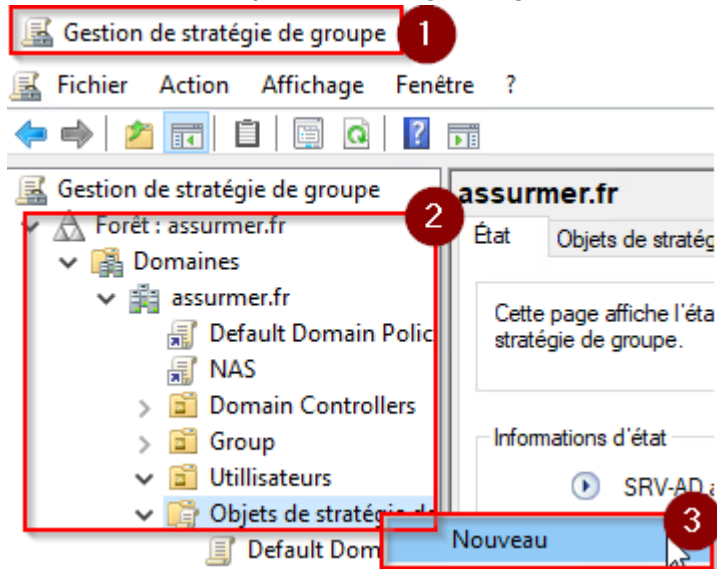 Gestion de stratégie de groupe 1
Fichier Action Affichage Fenêtre ?
Gestion de stratégie de groupe
2
Forêt : assurmer.fr
Domaines
assurmer.fr
Default Domain Polic
NAS
Domain Controllers
Group
Utillisateurs
Objets de stratégie de
Default Dom
assurmer.fr
État Objets de stratég
Cette page affiche l'éta
stratégie de groupe.
Informations d'état
SRV-AD.a
3
Nouveau